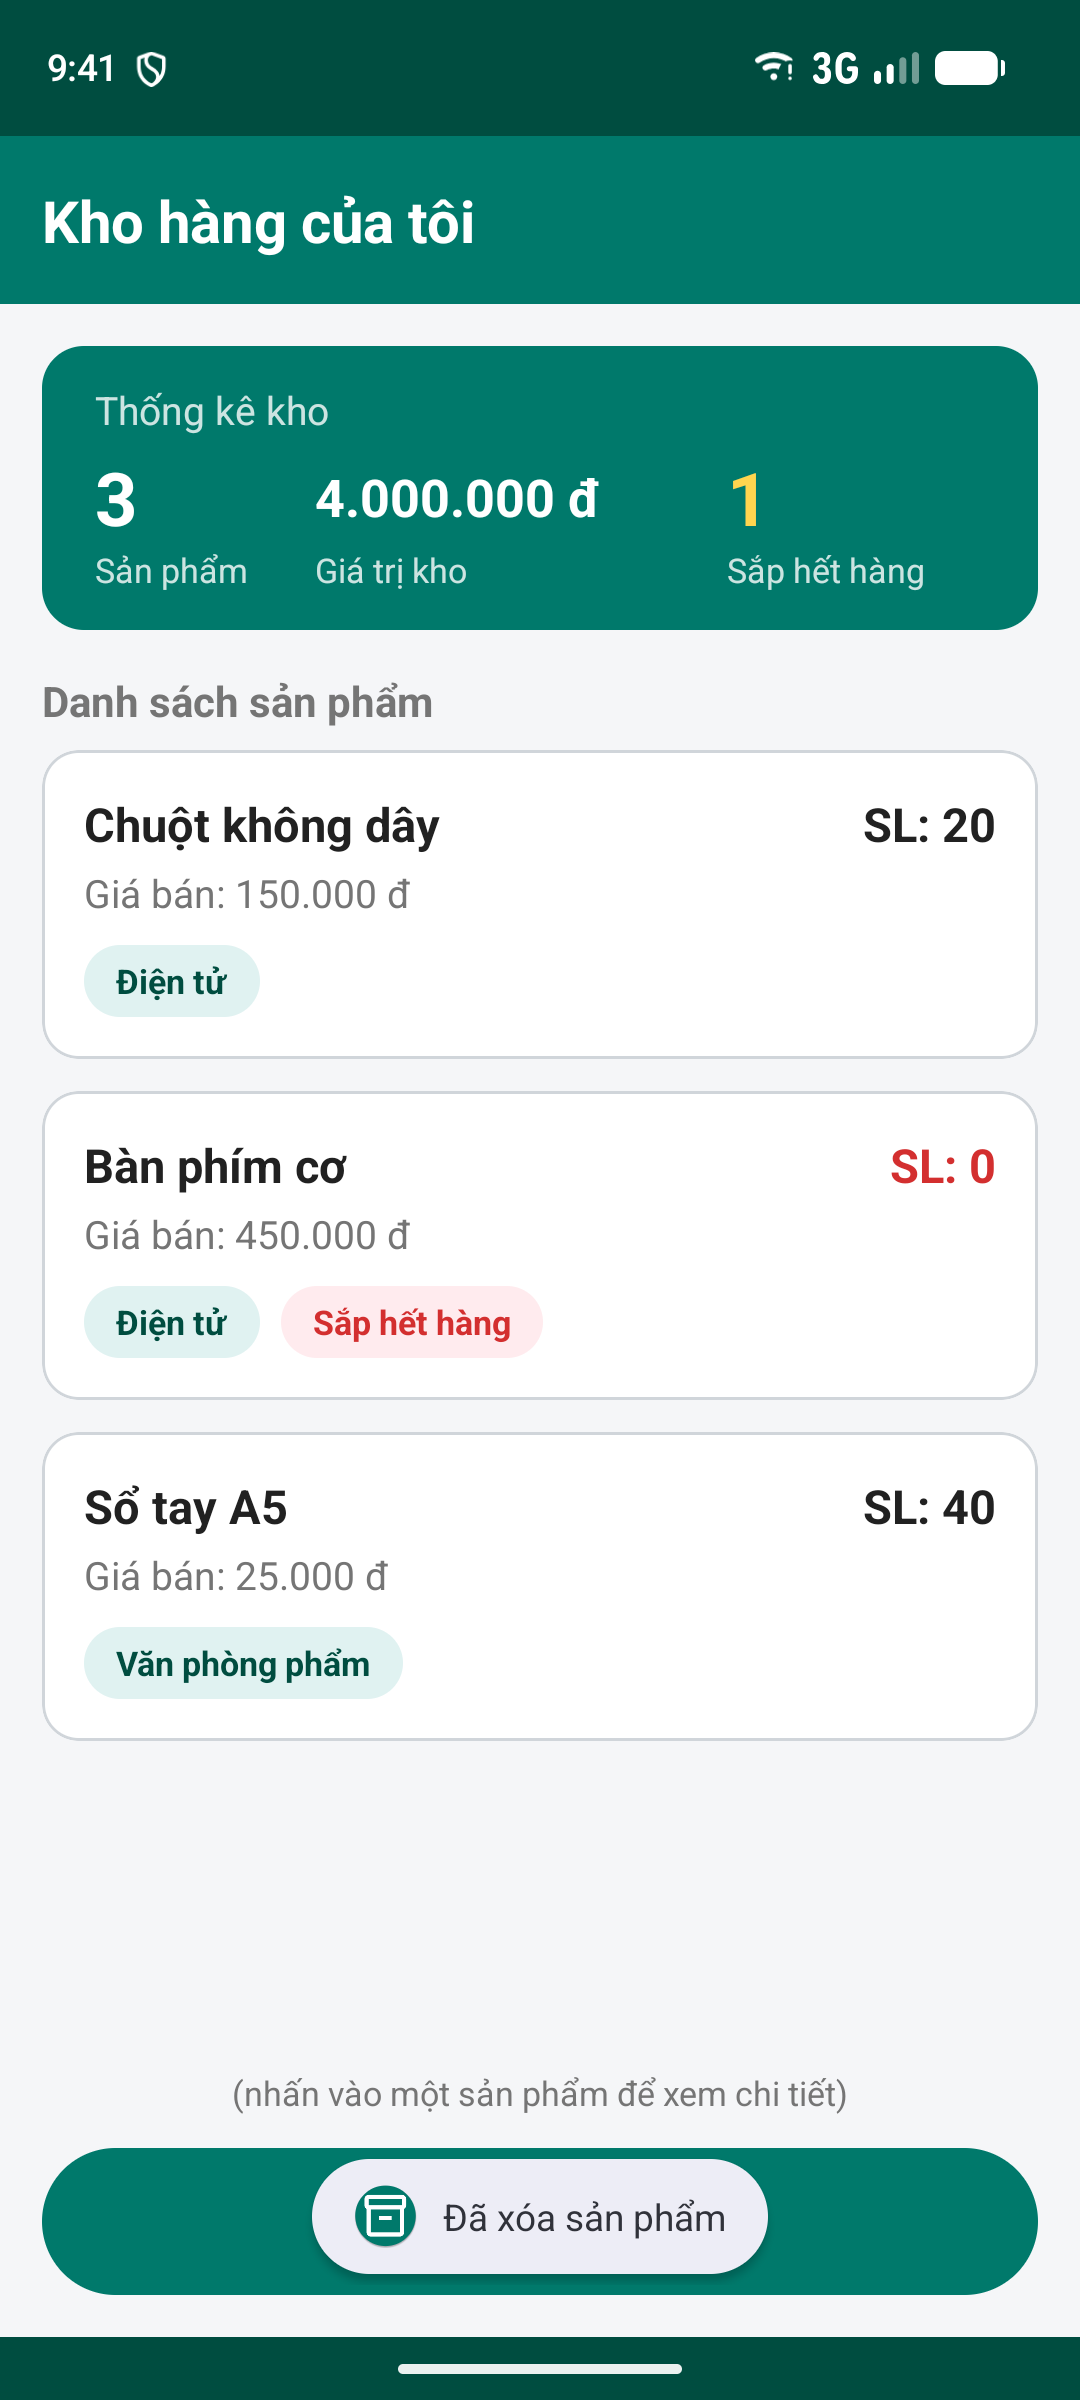 9:41 3G
Kho hàng của tôi
Thống kê kho
3 4.000.000 đ 1
Sản phẩm Giá trị kho Sắp hết hàng
Danh sách sản phẩm
Chuột không dây SL: 20
Giá bán: 150.000 đ
Điện tử
Bàn phím cơ SL: 0
Giá bán: 450.000 đ
Điện tử Sắp hết hàng
Sổ tay A5 SL: 40
Giá bán: 25.000 đ
Văn phòng phẩm
(nhấn vào một sản phẩm để xem chi tiết)
Đã xóa sản phẩm